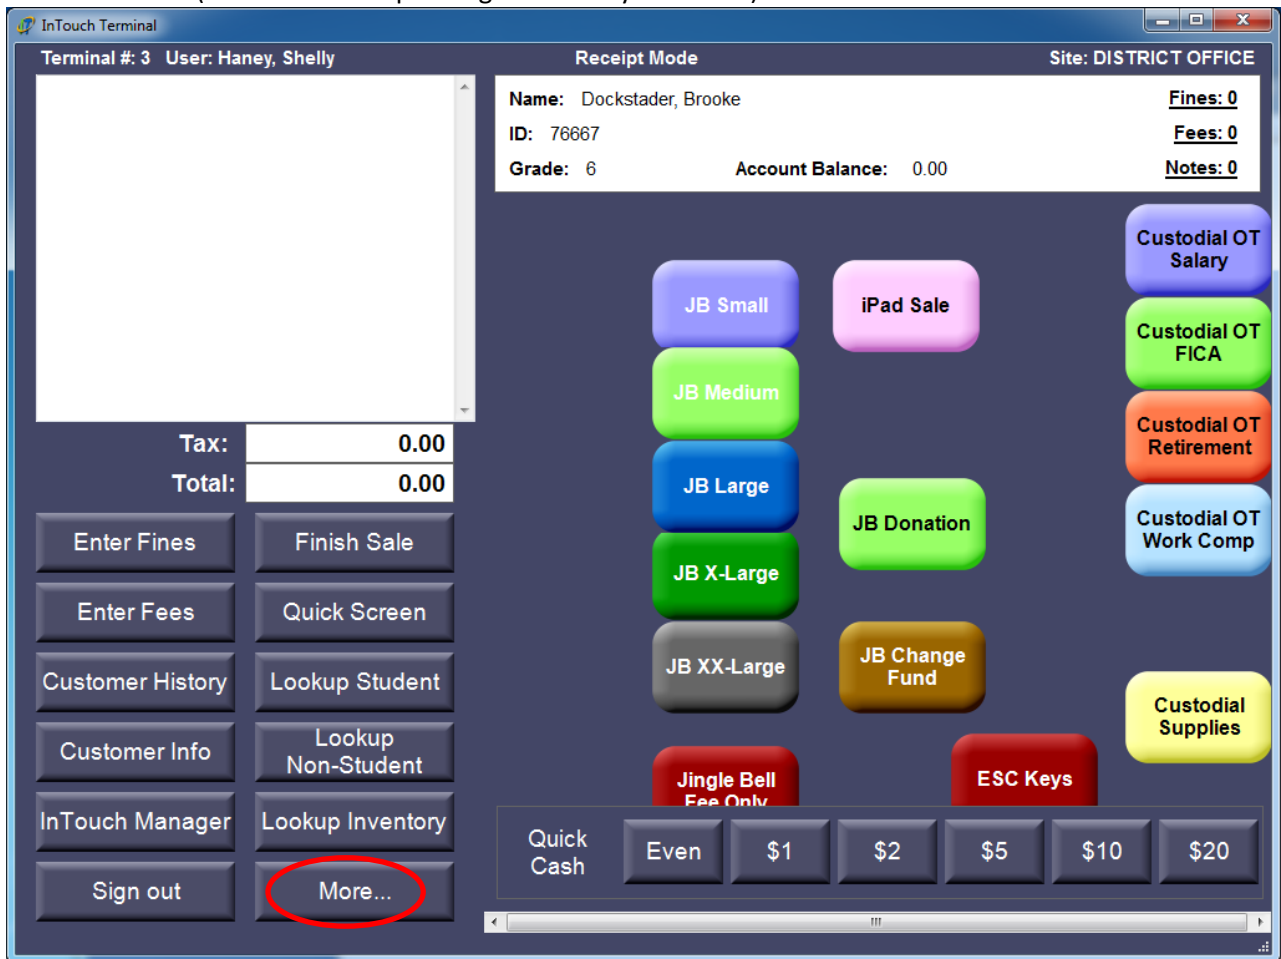 InTouch Terminal
Terminal #: 3 User: Haney, Shelly
Receipt Mode
Site: DISTRICT OFFICE
Name: Dockstader, Brooke
Fines: 0
ID: 76667
Fees: 0
Grade: 6
Account Balance: 0.00
Notes: 0
Custodial OT
Salary
JB Small
iPad Sale
Custodial OT
FICA
JB Medium
Custodial OT
Retirement
Tax: 0.00
Total: 0.00
JB Large
JB Donation
Custodial OT
Work Comp
Enter Fines
Finish Sale
JB X-Large
Enter Fees
Quick Screen
JB XX-Large
JB Change
Fund
Customer History
Lookup Student
Custodial
Supplies
Customer Info
Lookup
Non-Student
Jingle Bell
Fee Only
ESC Keys
InTouch Manager
Lookup Inventory
Quick
Cash
Even
$1
$2
$5
$10
$20
Sign out
More...